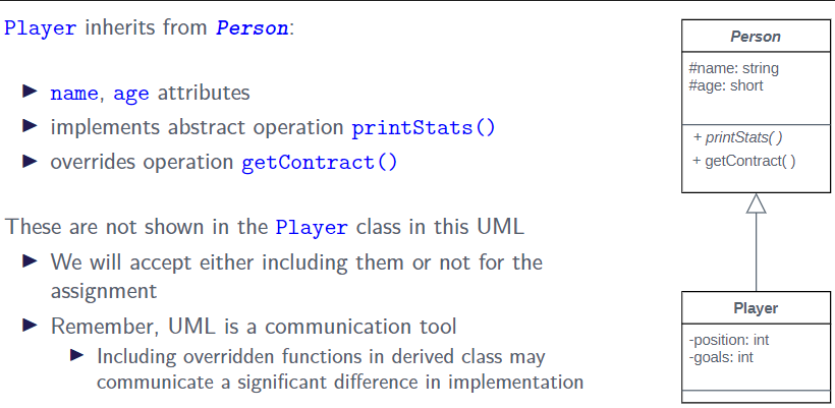 Player inherits from Person:
► name, age attributes
► implements abstract operation printStats()
► overrides operation getContract()
These are not shown in the Player class in this UML
► We will accept either including them or not for the
assignment
► Remember, UML is a communication tool
► Including overridden functions in derived class may
communicate a significant difference in implementation
Person
#name: string
#age: short
+ printStats( )
+ getContract( )
Player
-position: int
-goals: int